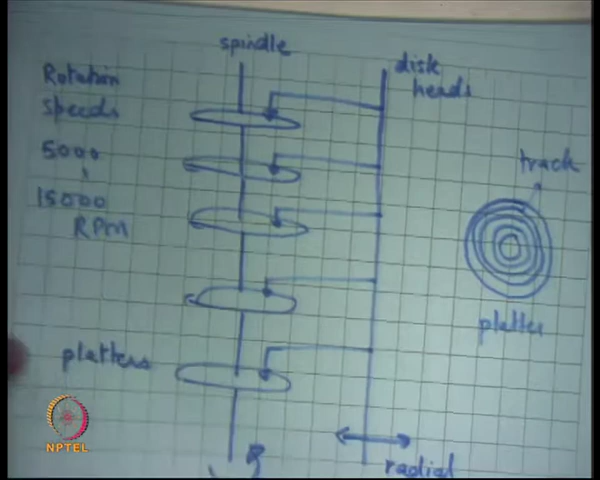 spindle
disk
heads
Rotation
speeds
5000
15000
RPM
track
platter
platters
radial
NPTEL